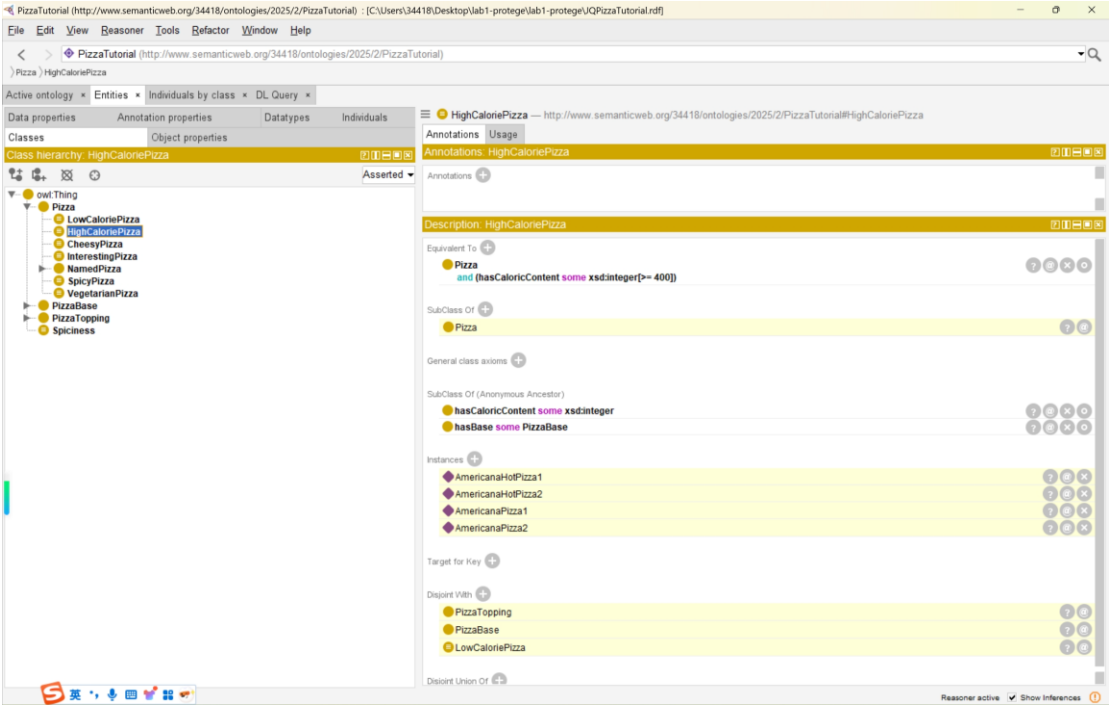 PizzaTutorial (http://www.semanticweb.org/34418/ontologies/2025/2/PizzaTutorial) : [C:\Users\34418\Desktop\lab1-protege\lab1-protege\JQPizzaTutorial.rdf]
File Edit View Reasoner Tools Refactor Window Help
PizzaTutorial (http://www.semanticweb.org/34418/ontologies/2025/2/PizzaTutorial)
Pizza HighCaloriePizza
Active ontology × Entities × Individuals by class × DL Query ×
Data properties Annotation properties Datatypes Individuals
Classes Object properties
Class hierarchy: HighCaloriePizza
Asserted
owl:Thing
Pizza
LowCaloriePizza
HighCaloriePizza
CheesyPizza
InterestingPizza
NamedPizza
SpicyPizza
VegetarianPizza
PizzaBase
PizzaTopping
Spiciness
HighCaloriePizza — http://www.semanticweb.org/34418/ontologies/2025/2/PizzaTutorial#HighCaloriePizza
Annotations Usage
Annotations: HighCaloriePizza
Annotations
Description: HighCaloriePizza
Equivalent To
Pizza
and (hasCaloricContent some xsd:integer[>= 400])
SubClass Of
Pizza
General class axioms
SubClass Of (Anonymous Ancestor)
hasCaloricContent some xsd:integer
hasBase some PizzaBase
Instances
AmericanaHotPizza1
AmericanaHotPizza2
AmericanaPizza1
AmericanaPizza2
Target for Key
Disjoint With
PizzaTopping
PizzaBase
LowCaloriePizza
Disjoint Union Of
S 英
Reasoner active Show Inferences